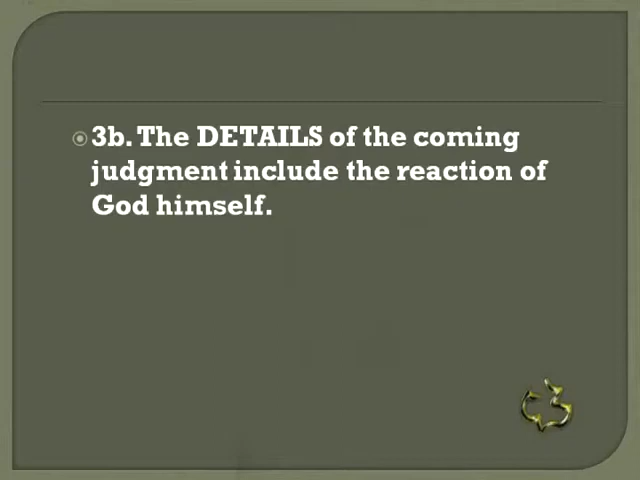 3b. The DETAILS of the coming
judgment include the reaction of
God himself.